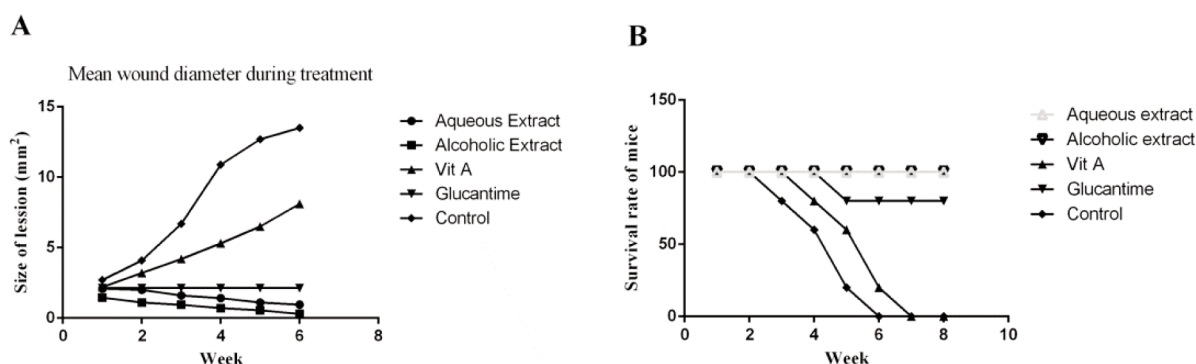 A
Mean wound diameter during treatment
Size of lession (mm²)
15
10
5
0
0 2 4 6 8
Week
Aqueous Extract
Alcoholic Extract
Vit A
Glucantime
Control
B
Survival rate of mice
150
100
50
0
0 2 4 6 8 10
Week
Aqueous extract
Alcoholic extract
Vit A
Glucantime
Control